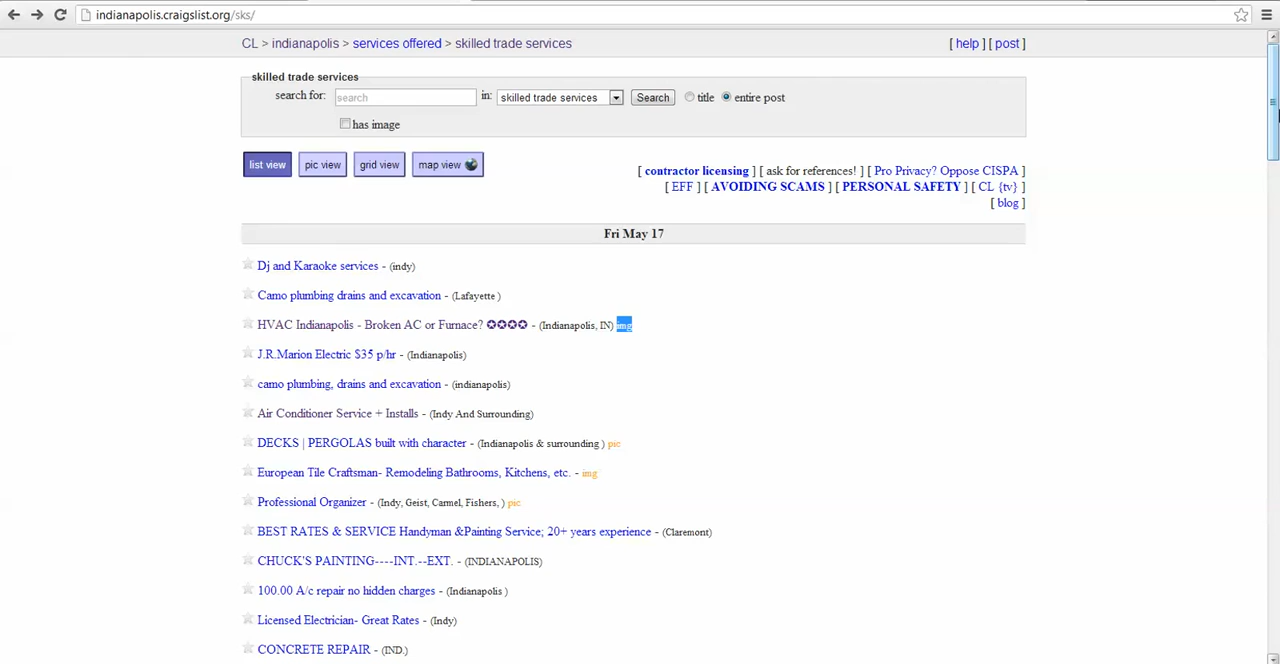 indianapolis.craigslist.org/sks/
CL > indianapolis > services offered > skilled trade services [ help ] [ post ]
skilled trade services
search for: search in: skilled trade services Search title entire post
has image
list view pic view grid view map view
[ contractor licensing ] [ ask for references! ] [ Pro Privacy? Oppose CISPA ]
[ EFF ] [ AVOIDING SCAMS ] [ PERSONAL SAFETY ] [ CL {tv} ]
[ blog ]
Fri May 17
Dj and Karaoke services - (indy)
Camo plumbing drains and excavation - (Lafayette )
HVAC Indianapolis - Broken AC or Furnace? ✪✪✪✪ - (Indianapolis, IN) img
J.R.Marion Electric $35 p/hr - (Indianapolis)
camo plumbing, drains and excavation - (indianapolis)
Air Conditioner Service + Installs - (Indy And Surrounding)
DECKS | PERGOLAS built with character - (Indianapolis & surrounding ) pic
European Tile Craftsman- Remodeling Bathrooms, Kitchens, etc. - img
Professional Organizer - (Indy, Geist, Carmel, Fishers, ) pic
BEST RATES & SERVICE Handyman &Painting Service; 20+ years experience - (Claremont)
CHUCK'S PAINTING----INT.--EXT. - (INDIANAPOLIS)
100.00 A/c repair no hidden charges - (Indianapolis )
Licensed Electrician- Great Rates - (Indy)
CONCRETE REPAIR - (IND.)